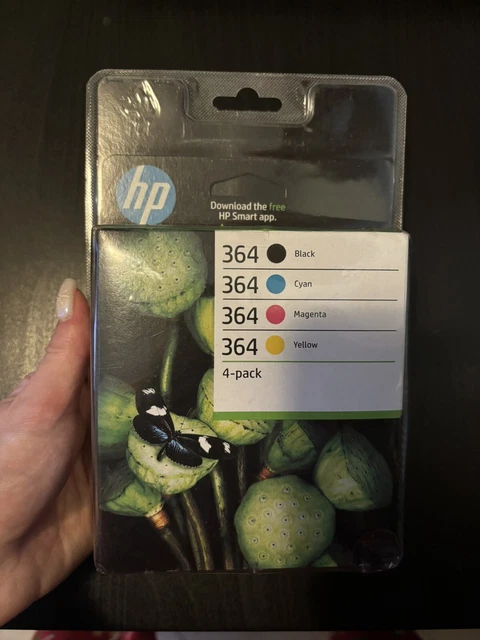 hp
Download the free
HP Smart app.
364 Black
364 Cyan
364 Magenta
364 Yellow
4-pack